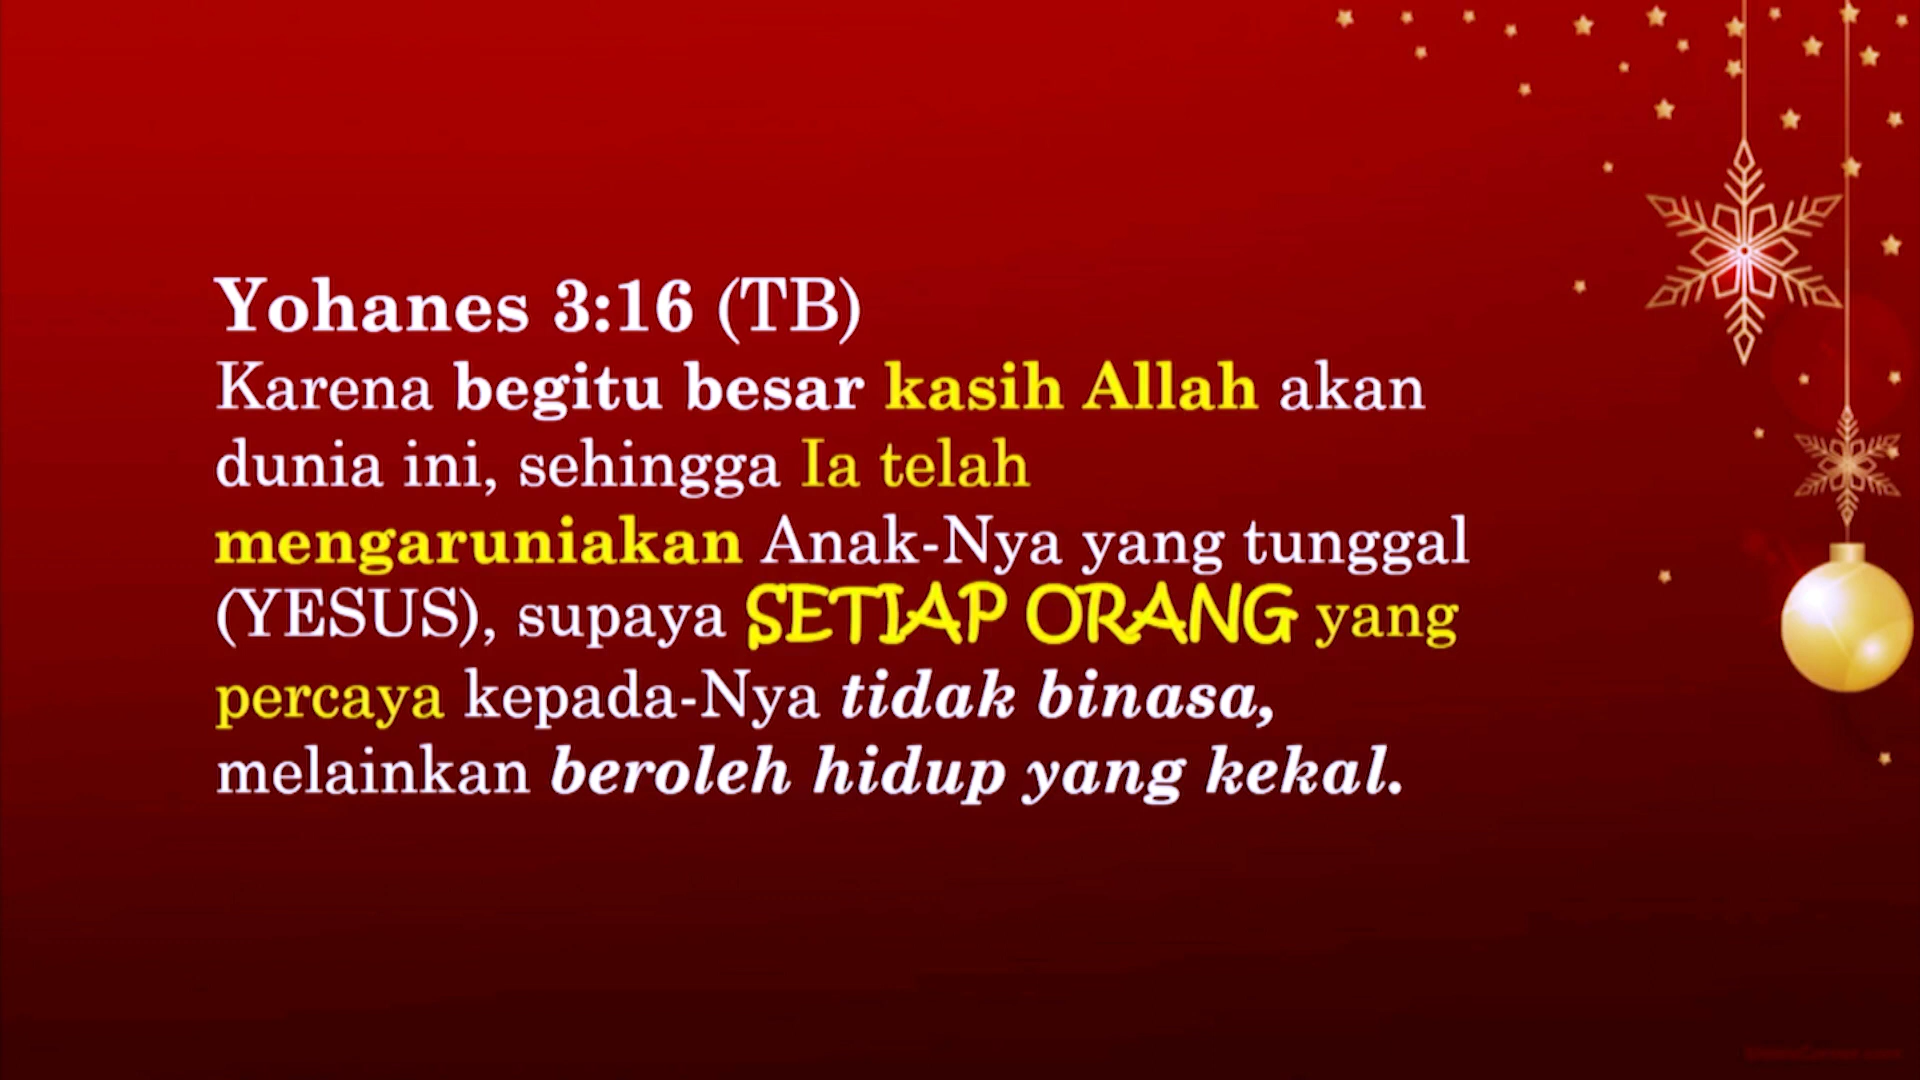 Yohanes 3:16 (TB)
Karena begitu besar kasih Allah akan
dunia ini, sehingga Ia telah
mengaruniakan Anak-Nya yang tunggal
(YESUS), supaya SETIAP ORANG yang
percaya kepada-Nya tidak binasa,
melainkan beroleh hidup yang kekal.